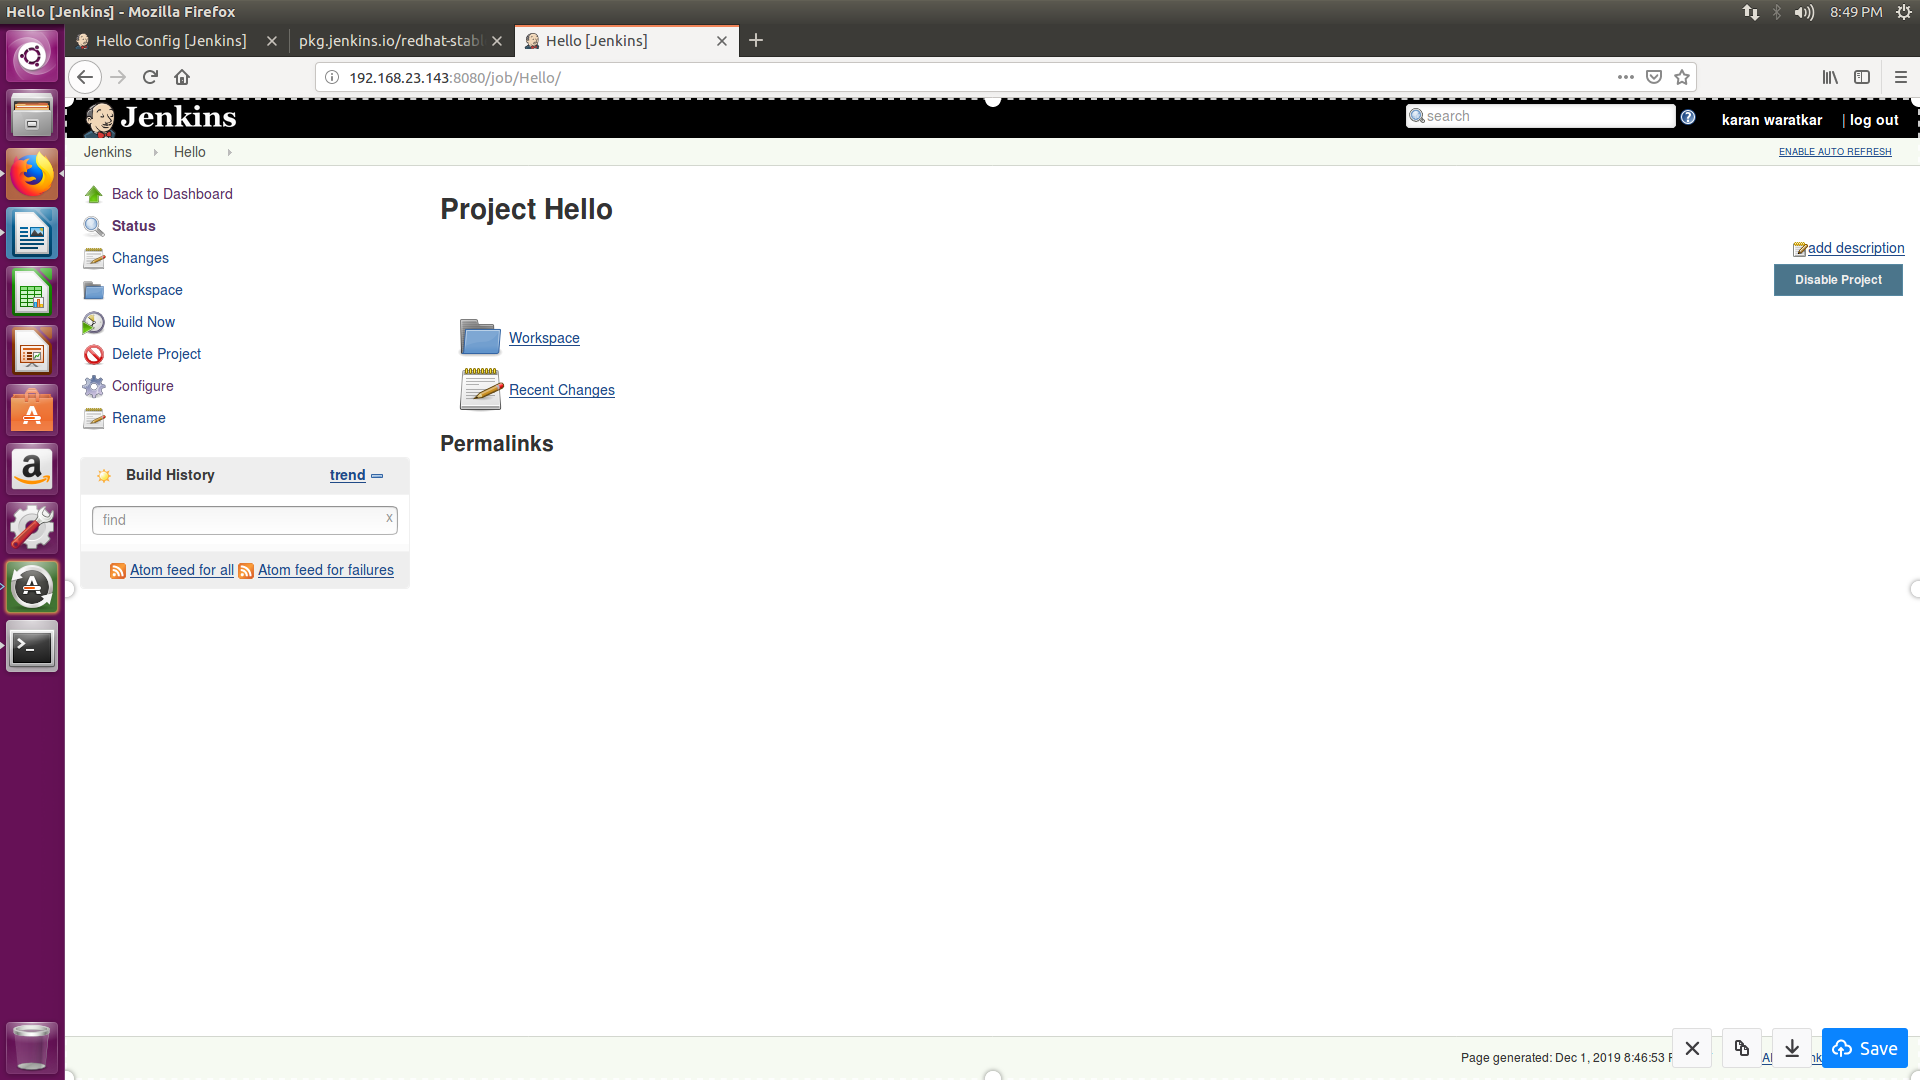 Hello [Jenkins] - Mozilla Firefox
8:49 PM
Hello Config [Jenkins]
pkg.jenkins.io/redhat-stabl
Hello [Jenkins]
192.168.23.143:8080/job/Hello/
Jenkins
search
karan waratkar
| log out
Jenkins
Hello
ENABLE AUTO REFRESH
Back to Dashboard
Status
Changes
Workspace
Build Now
Delete Project
Configure
Rename
Build History
trend
find
x
Atom feed for all
Atom feed for failures
Project Hello
add description
Disable Project
Workspace
Recent Changes
Permalinks
Page generated: Dec 1, 2019 8:46:53
Save